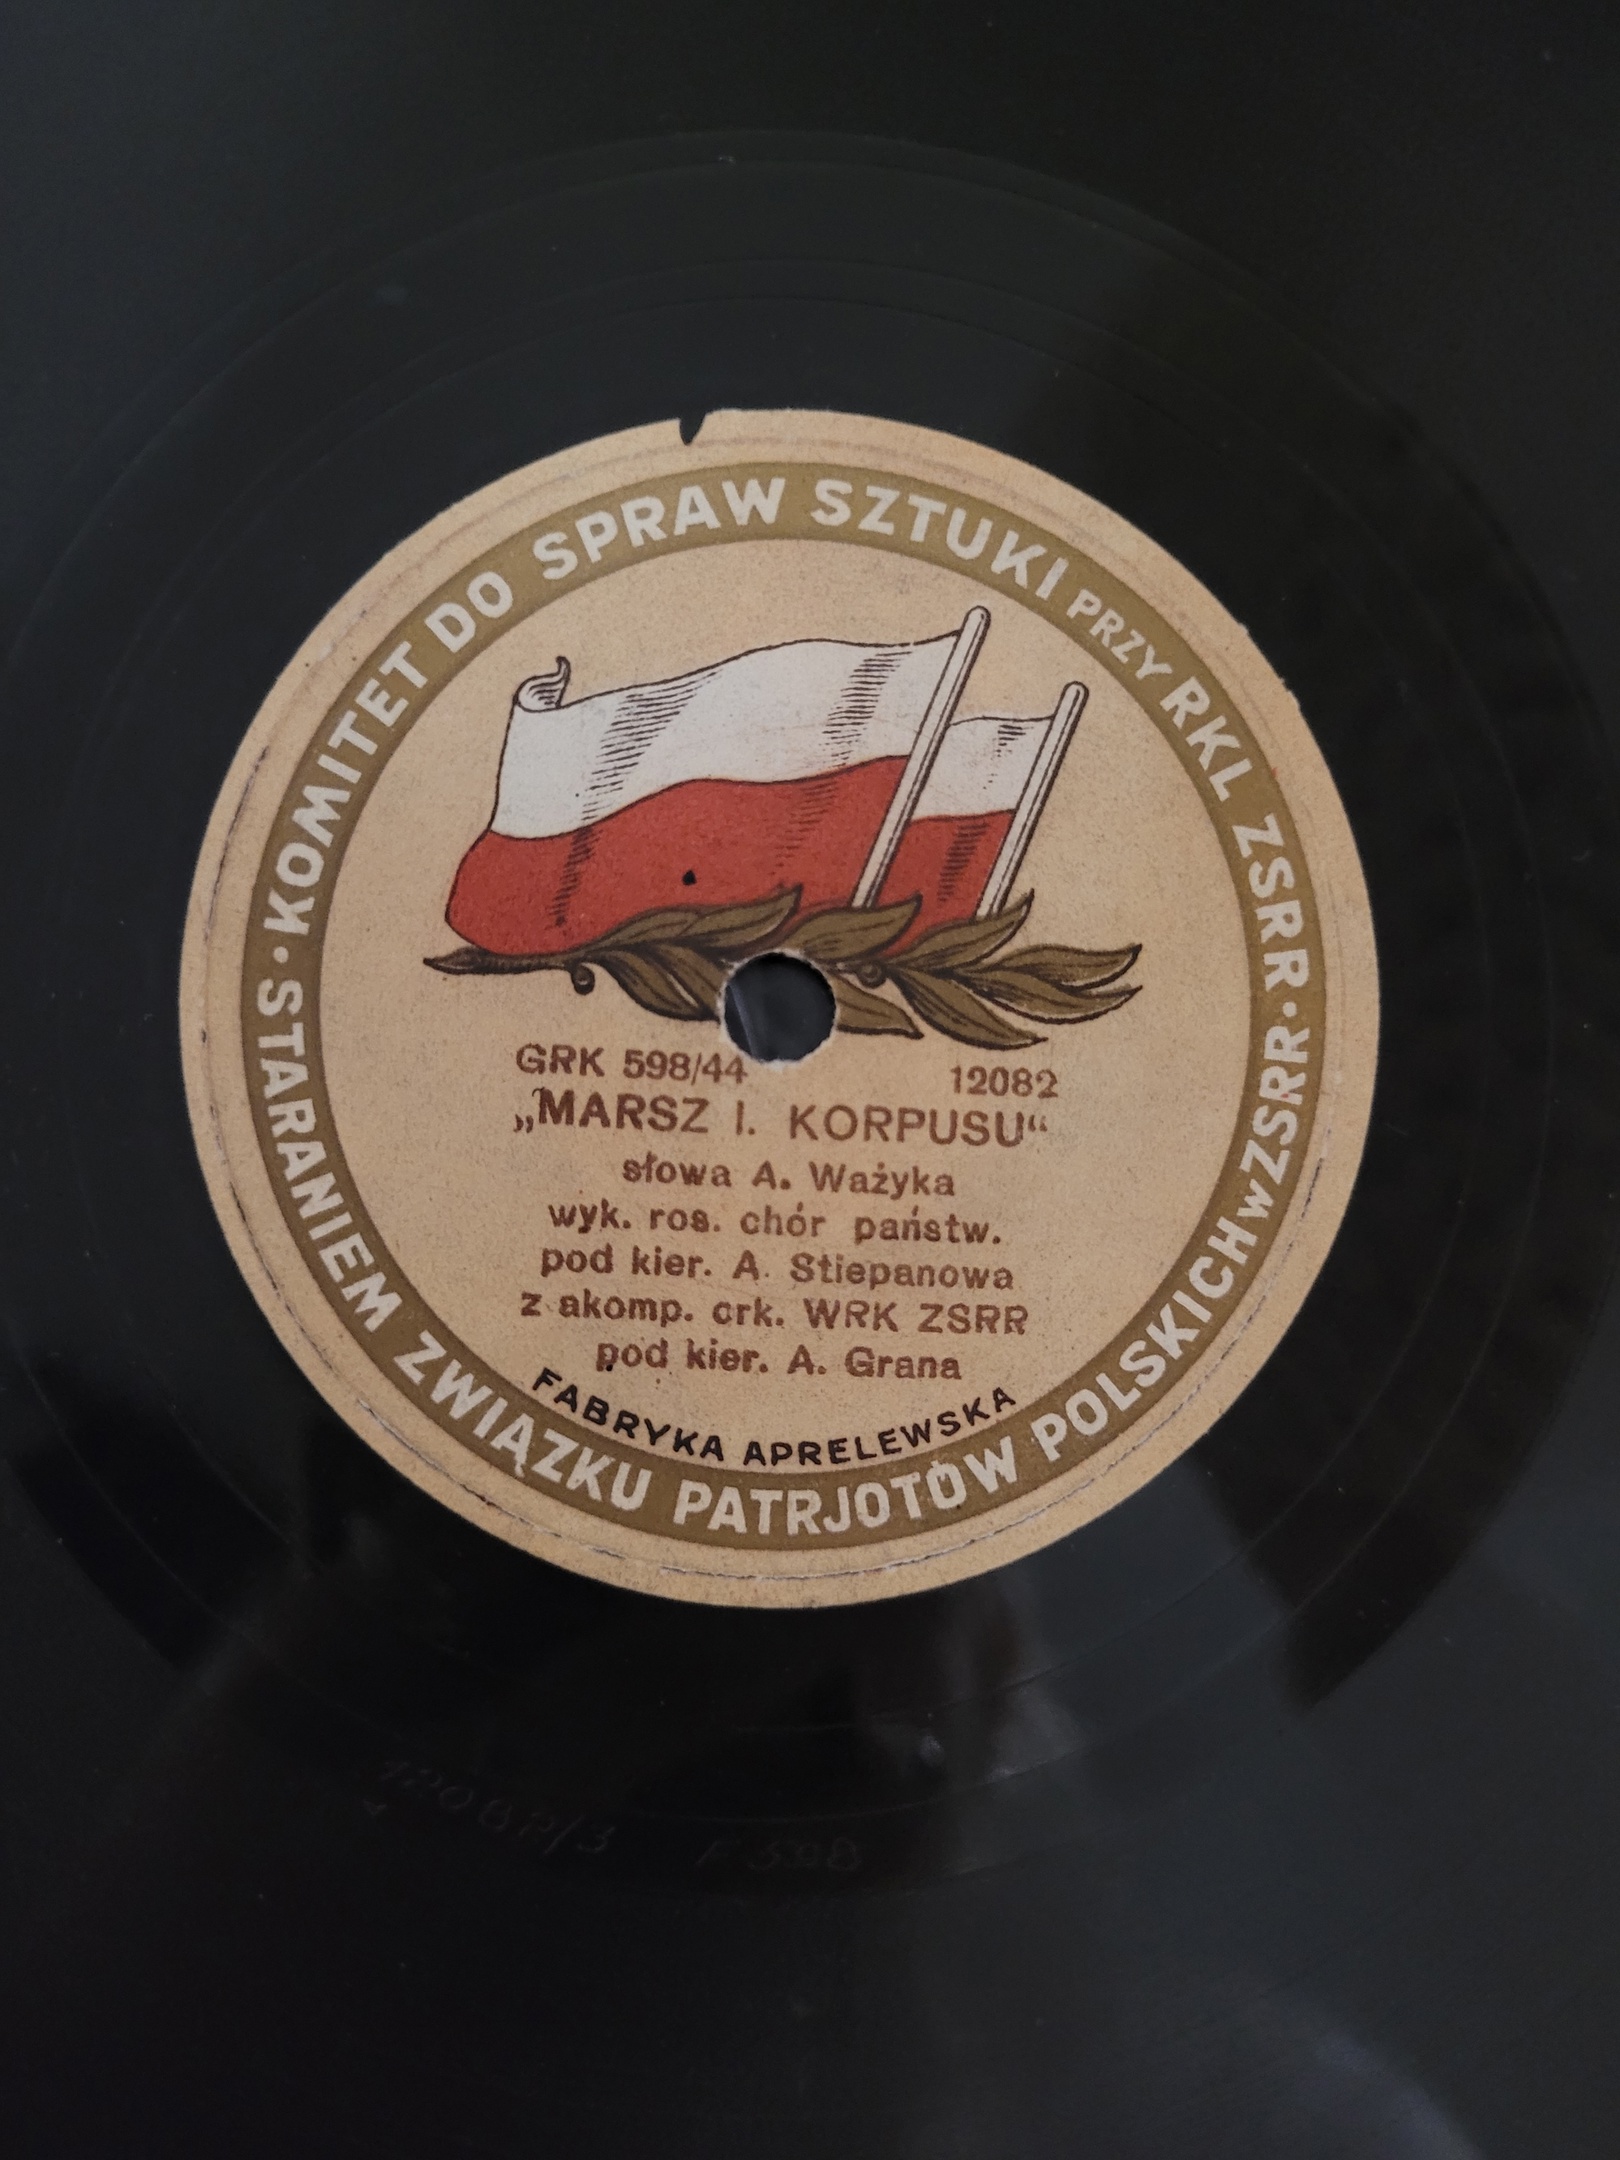 KOMITET DO SPRAW SZTUKI PRZY RKL ZSRR · STARANIEM ZWIĄZKU PATRJOTÓW POLSKICH w ZSRR ·
GRK 598/44 12082
„MARSZ I. KORPUSU“
słowa A. Ważyka
wyk. ros. chór państw.
pod kier. A. Stiepanowa
z akomp. crk. WRK ZSRR
pod kier. A. Grana
FABRYKA APRELEWSKA